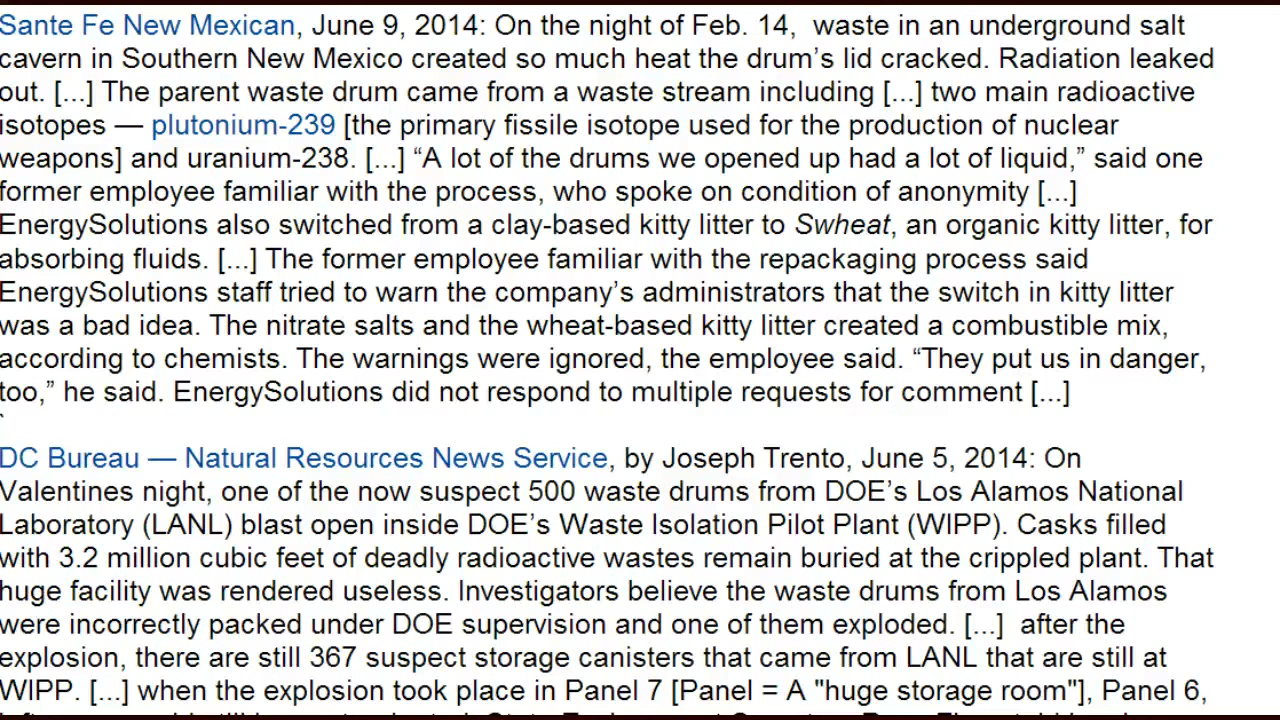 Sante Fe New Mexican, June 9, 2014: On the night of Feb. 14,  waste in an underground salt
cavern in Southern New Mexico created so much heat the drum’s lid cracked. Radiation leaked
out. [...] The parent waste drum came from a waste stream including [...] two main radioactive
isotopes — plutonium-239 [the primary fissile isotope used for the production of nuclear
weapons] and uranium-238. [...] “A lot of the drums we opened up had a lot of liquid,” said one
former employee familiar with the process, who spoke on condition of anonymity [...]
EnergySolutions also switched from a clay-based kitty litter to Swheat, an organic kitty litter, for
absorbing fluids. [...] The former employee familiar with the repackaging process said
EnergySolutions staff tried to warn the company’s administrators that the switch in kitty litter
was a bad idea. The nitrate salts and the wheat-based kitty litter created a combustible mix,
according to chemists. The warnings were ignored, the employee said. “They put us in danger,
too,” he said. EnergySolutions did not respond to multiple requests for comment [...]
`
DC Bureau — Natural Resources News Service, by Joseph Trento, June 5, 2014: On
Valentines night, one of the now suspect 500 waste drums from DOE’s Los Alamos National
Laboratory (LANL) blast open inside DOE’s Waste Isolation Pilot Plant (WIPP). Casks filled
with 3.2 million cubic feet of deadly radioactive wastes remain buried at the crippled plant. That
huge facility was rendered useless. Investigators believe the waste drums from Los Alamos
were incorrectly packed under DOE supervision and one of them exploded. [...]  after the
explosion, there are still 367 suspect storage canisters that came from LANL that are still at
WIPP. [...] when the explosion took place in Panel 7 [Panel = A "huge storage room"], Panel 6,